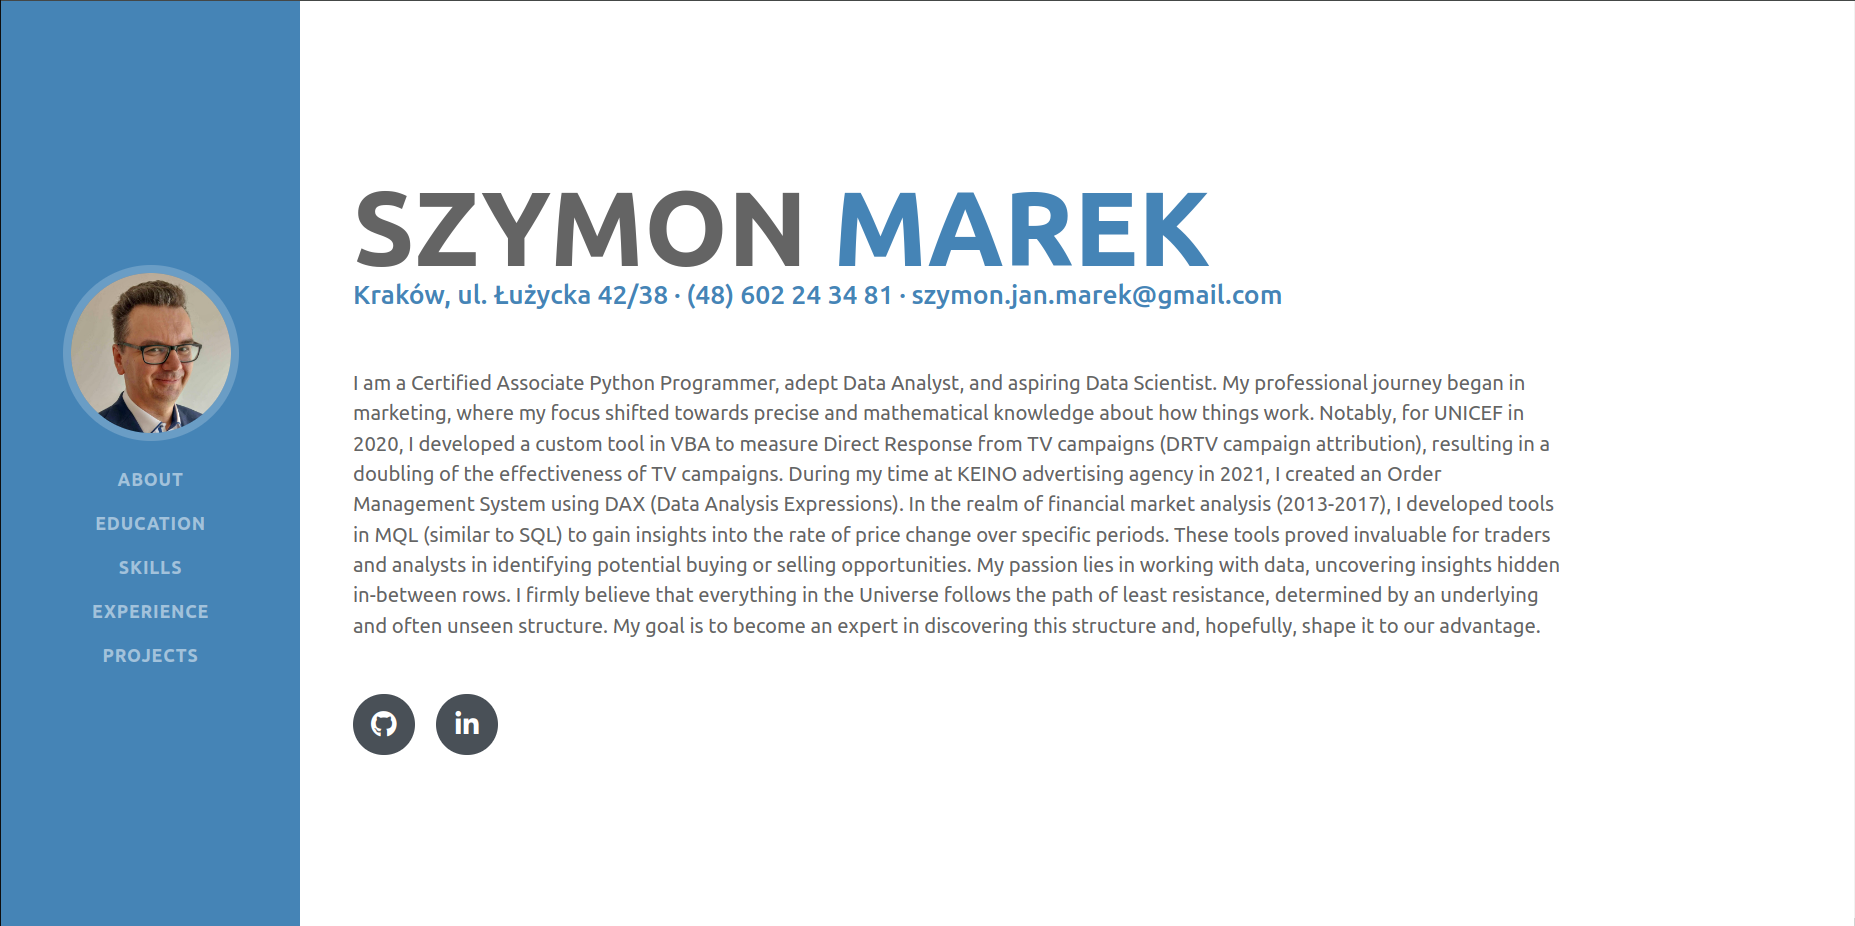 ABOUT
EDUCATION
SKILLS
EXPERIENCE
PROJECTS
SZYMON MAREK
Kraków, ul. Łużycka 42/38 · (48) 602 24 34 81 · szymon.jan.marek@gmail.com
I am a Certified Associate Python Programmer, adept Data Analyst, and aspiring Data Scientist. My professional journey began in
marketing, where my focus shifted towards precise and mathematical knowledge about how things work. Notably, for UNICEF in
2020, I developed a custom tool in VBA to measure Direct Response from TV campaigns (DRTV campaign attribution), resulting in a
doubling of the effectiveness of TV campaigns. During my time at KEINO advertising agency in 2021, I created an Order
Management System using DAX (Data Analysis Expressions). In the realm of financial market analysis (2013-2017), I developed tools
in MQL (similar to SQL) to gain insights into the rate of price change over specific periods. These tools proved invaluable for traders
and analysts in identifying potential buying or selling opportunities. My passion lies in working with data, uncovering insights hidden
in-between rows. I firmly believe that everything in the Universe follows the path of least resistance, determined by an underlying
and often unseen structure. My goal is to become an expert in discovering this structure and, hopefully, shape it to our advantage.
in